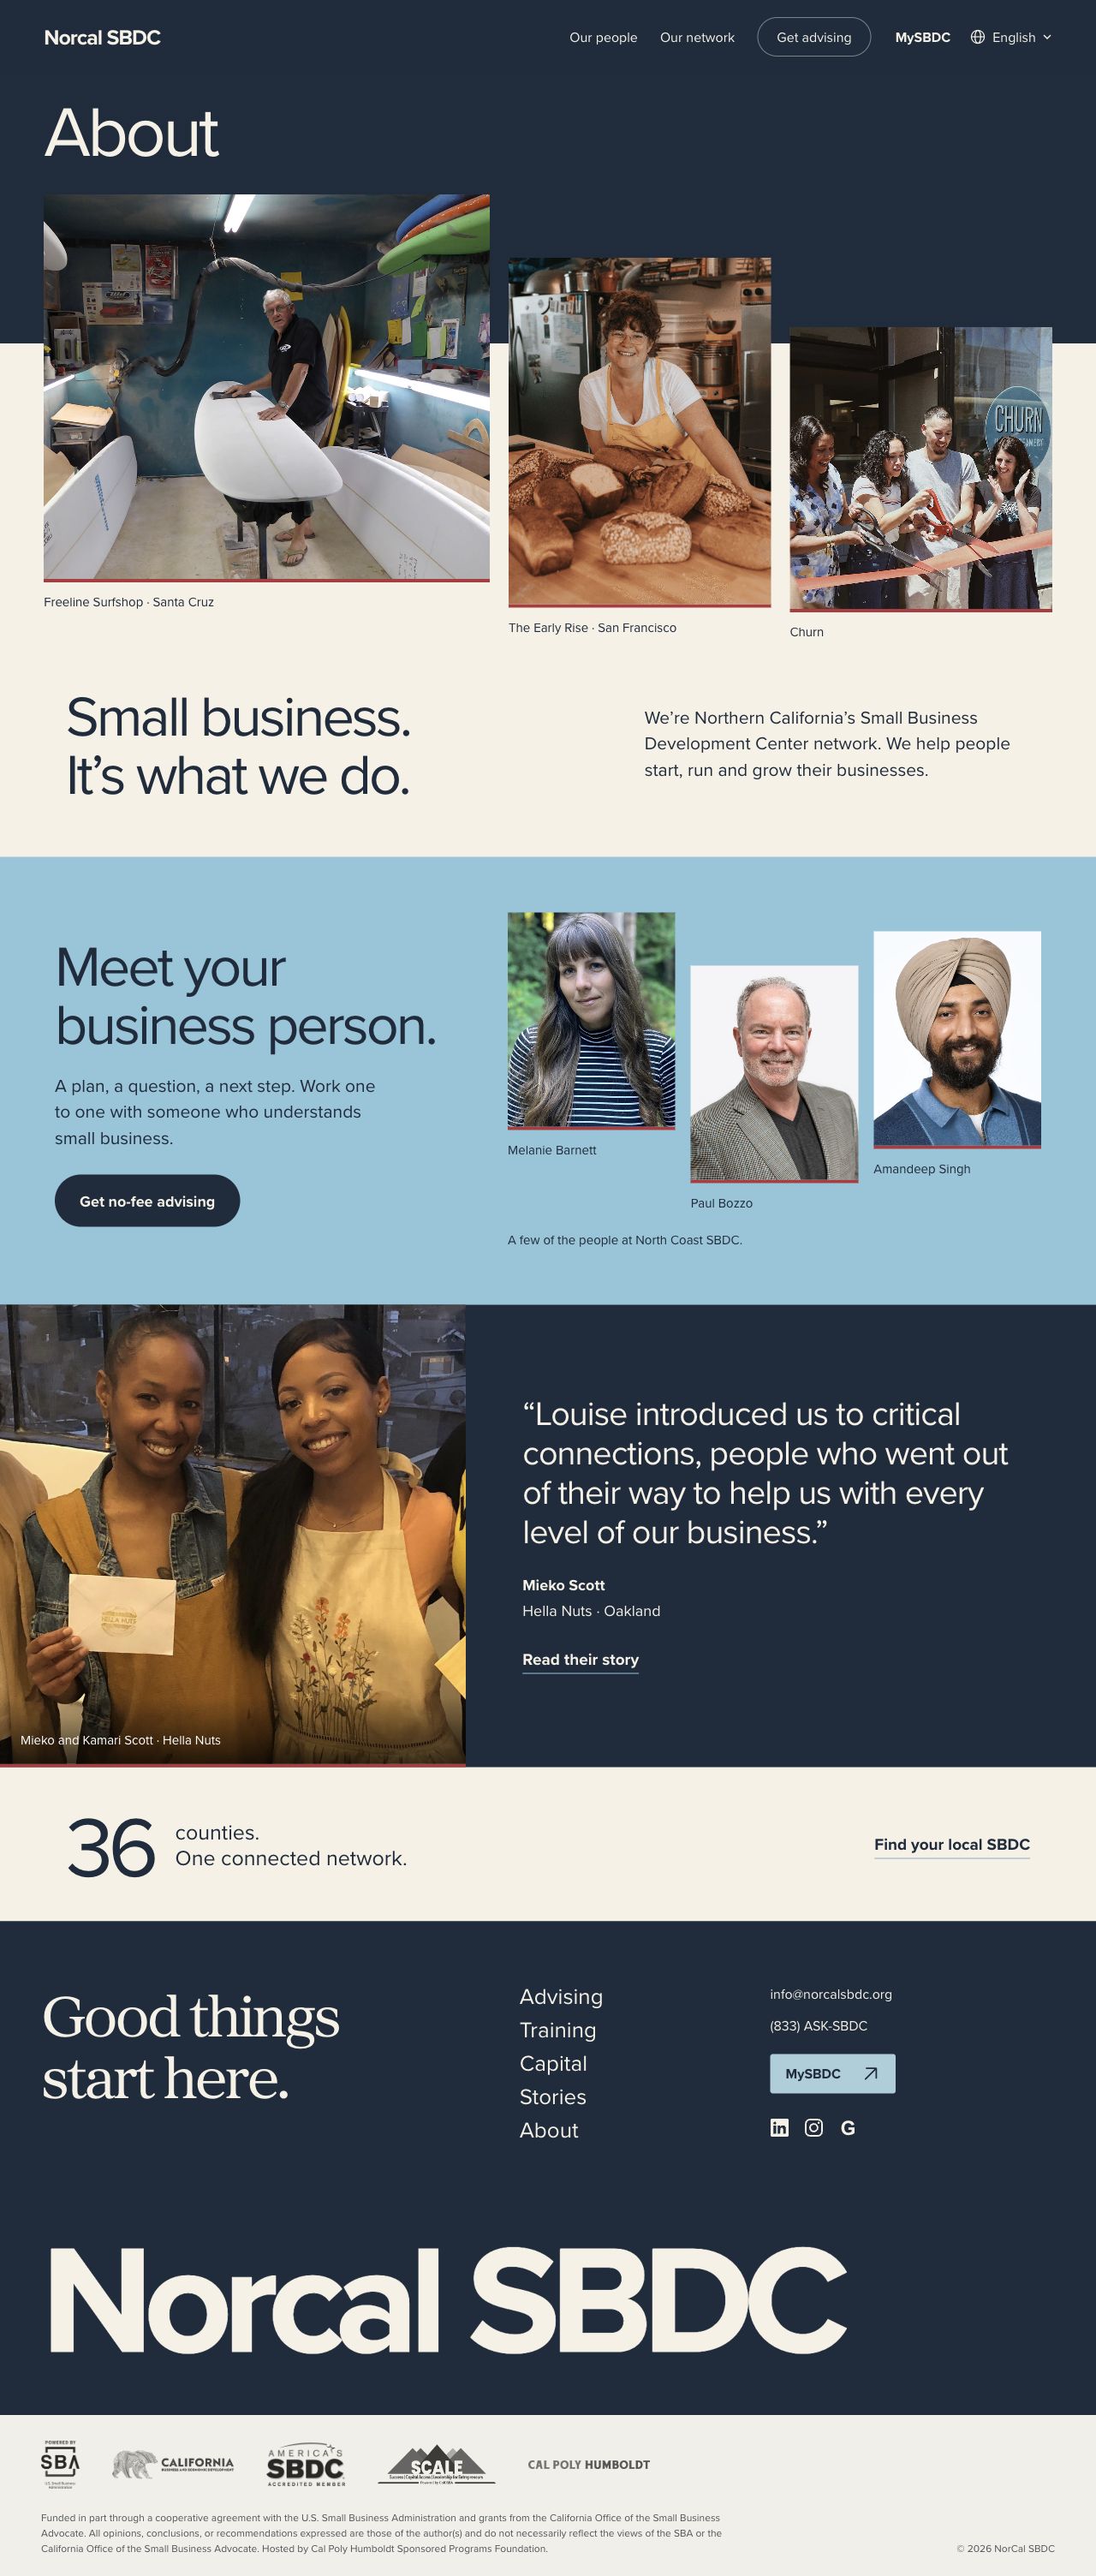 Norcal SBDC
Our people
Our network
Get advising
MySBDC
English
About
CHURN
Freeline Surfshop · Santa Cruz
The Early Rise · San Francisco
Churn
Small business.
It’s what we do.
We’re Northern California’s Small Business
Development Center network. We help people
start, run and grow their businesses.
Meet your
business person.
A plan, a question, a next step. Work one
to one with someone who understands
small business.
Get no-fee advising
Melanie Barnett
Paul Bozzo
Amandeep Singh
A few of the people at North Coast SBDC.
HELLA NUTS
Mieko and Kamari Scott · Hella Nuts
“Louise introduced us to critical
connections, people who went out
of their way to help us with every
level of our business.”
Mieko Scott
Hella Nuts · Oakland
Read their story
36
counties.
One connected network.
Find your local SBDC
Good things
start here.
Advising
Training
Capital
Stories
About
info@norcalsbdc.org
(833) ASK-SBDC
MySBDC
G
Norcal SBDC
POWERED BY
SBA
U.S. Small Business
Administration
CALIFORNIA
AMERICA'S
SBDC
ACCREDITED MEMBER
SCALE
CAL POLY HUMBOLDT
Funded in part through a cooperative agreement with the U.S. Small Business Administration and grants from the California Office of the Small Business
Advocate. All opinions, conclusions, or recommendations expressed are those of the author(s) and do not necessarily reflect the views of the SBA or the
California Office of the Small Business Advocate. Hosted by Cal Poly Humboldt Sponsored Programs Foundation.
© 2026 NorCal SBDC